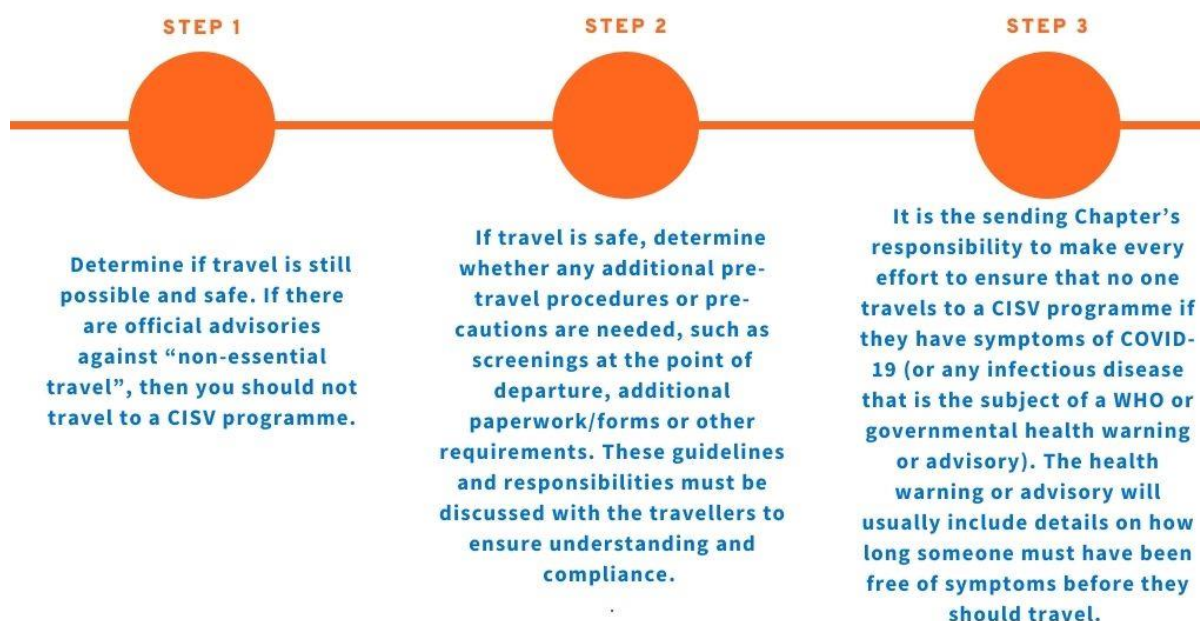 STEP 1
Determine if travel is still
possible and safe. If there
are official advisories
against “non-essential
travel”, then you should not
travel to a CISV programme.
STEP 2
If travel is safe, determine
whether any additional pre-
travel procedures or pre-
cautions are needed, such as
screenings at the point of
departure, additional
paperwork/forms or other
requirements. These guidelines
and responsibilities must be
discussed with the travellers to
ensure understanding and
compliance.
.
STEP 3
It is the sending Chapter’s
responsibility to make every
effort to ensure that no one
travels to a CISV programme if
they have symptoms of COVID-
19 (or any infectious disease
that is the subject of a WHO or
governmental health warning
or advisory). The health
warning or advisory will
usually include details on how
long someone must have been
free of symptoms before they
should travel.